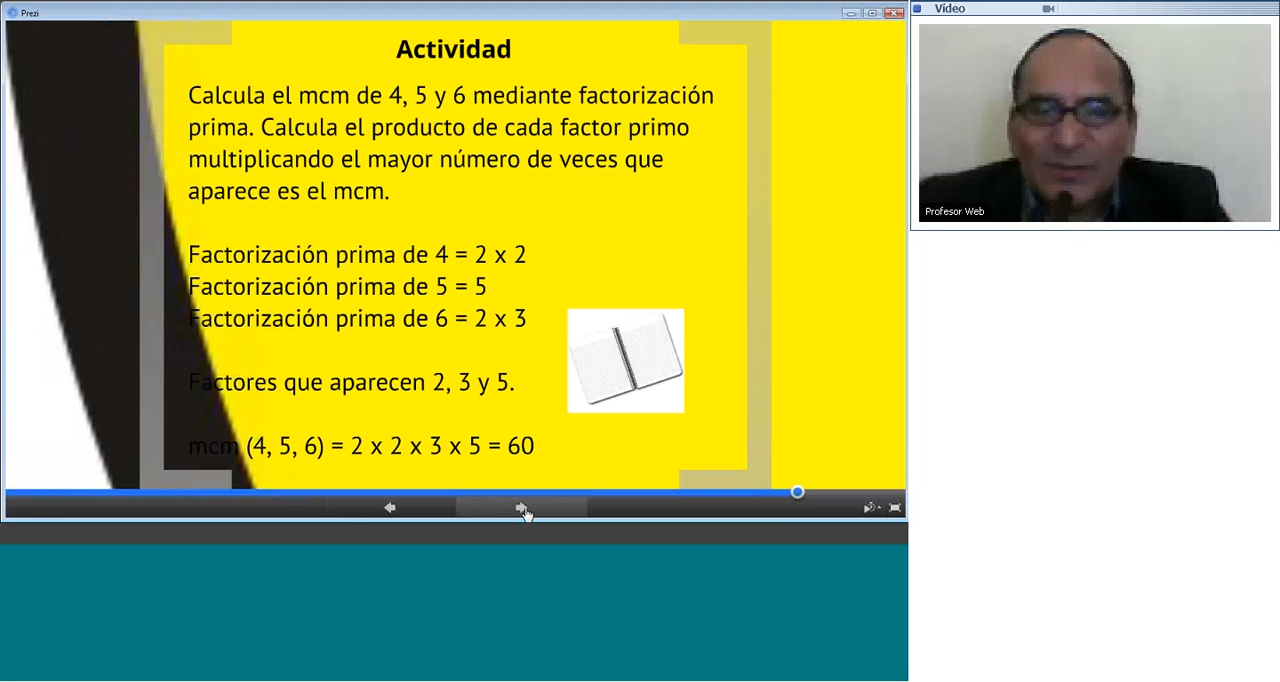 Prezi
Vídeo
Actividad
Calcula el mcm de 4, 5 y 6 mediante factorización
prima. Calcula el producto de cada factor primo
multiplicando el mayor número de veces que
aparece es el mcm.
Factorización prima de 4 = 2 x 2
Factorización prima de 5 = 5
Factorización prima de 6 = 2 x 3
Factores que aparecen 2, 3 y 5.
mcm (4, 5, 6) = 2 x 2 x 3 x 5 = 60
Profesor Web